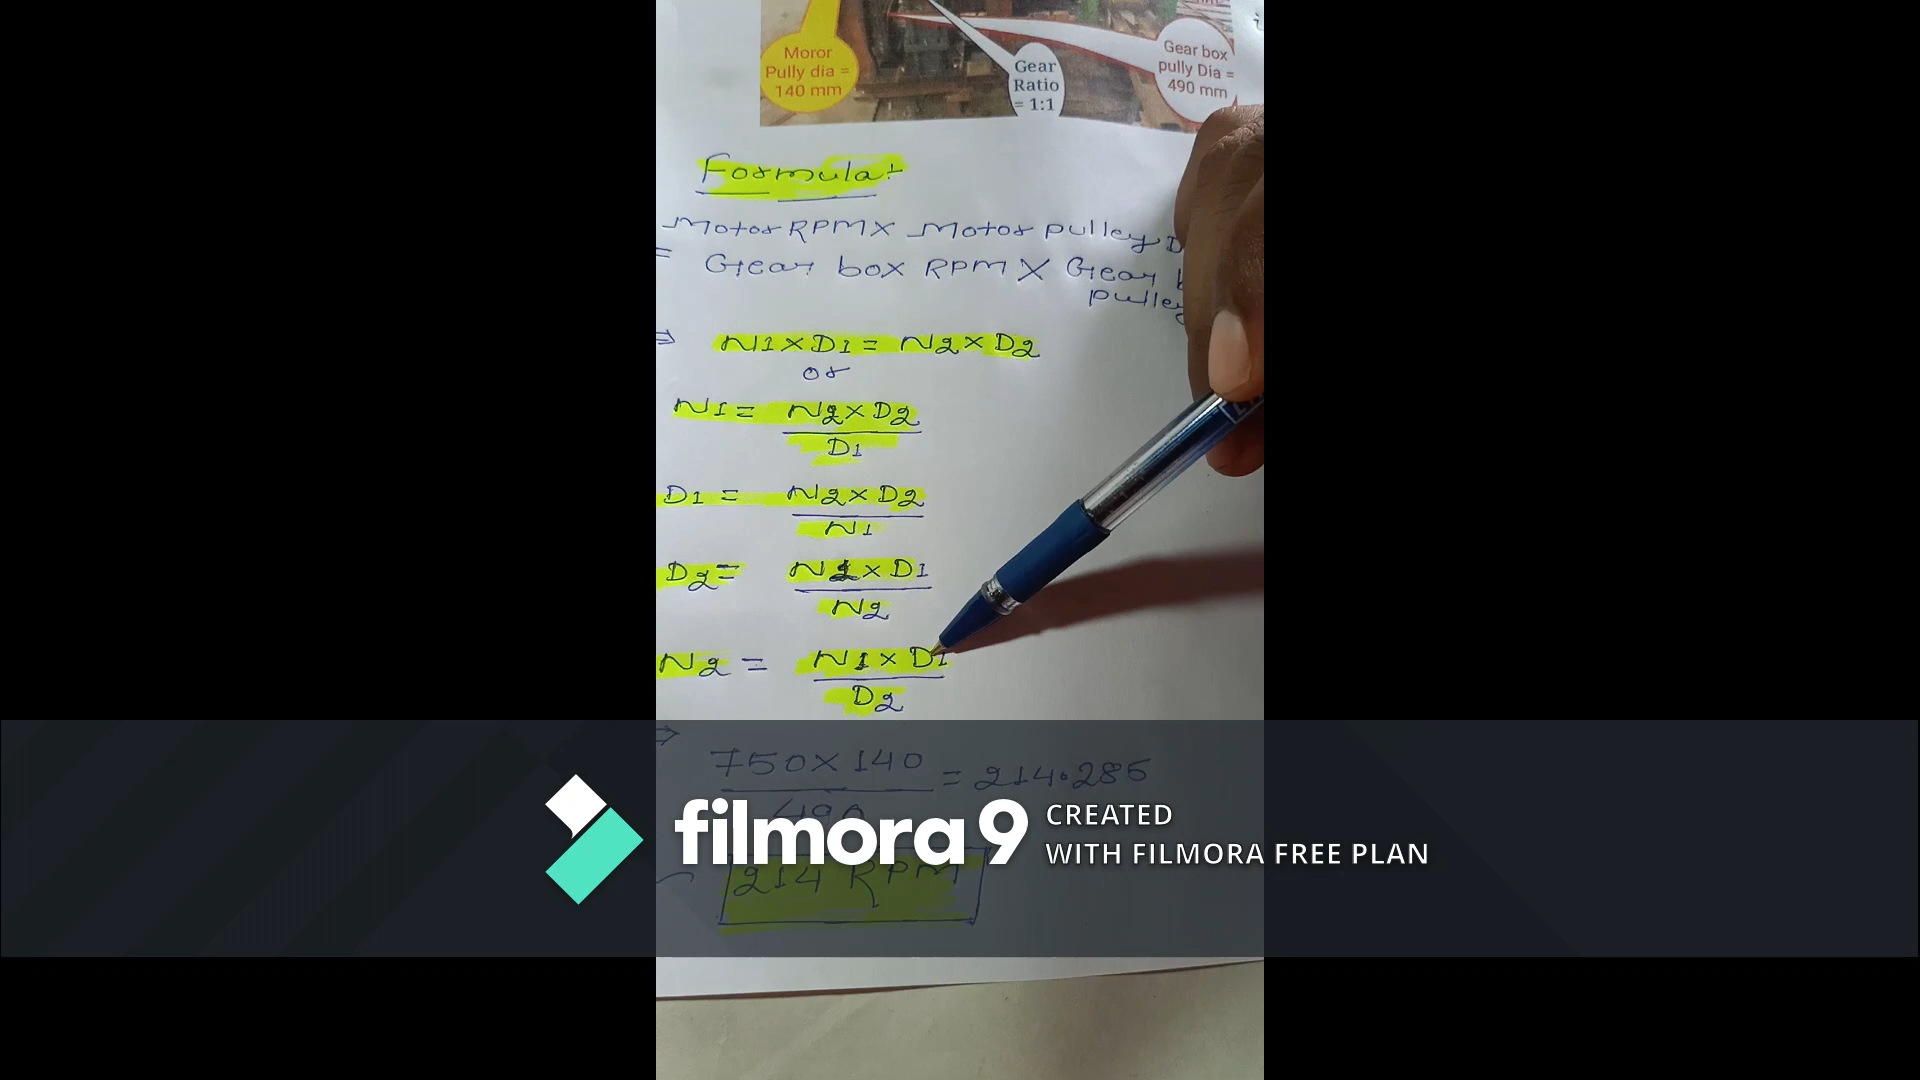 Moror
Pully dia =
140 mm
Gear
Ratio
= 1:1
Gear box
pully Dia =
490 mm
Formula:
Motor RPM X Motor pulley D
= Gear box RPM X Gear b
pulley
⇒ N1 × D1 = N2 × D2
or
N1 = N2 × D2
D1
D1 = N2 × D2
N1
D2 = N1 × D1
N2
N2 = N1 × D1
D2
⇒ 750 × 140 = 214.285
490
214 RPM
filmora 9
CREATED
WITH FILMORA FREE PLAN